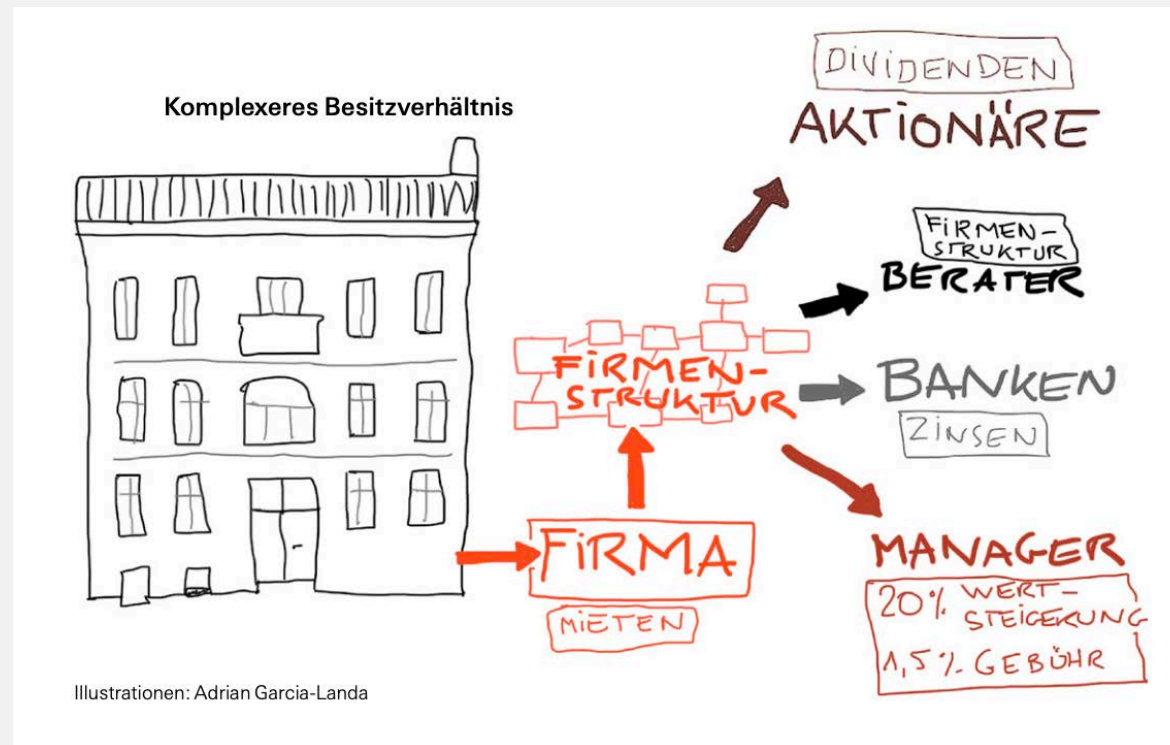 Komplexeres Besitzverhältnis
DIVIDENDEN
AKTIONÄRE
FIRMEN-
STRUKTUR
BERATER
FIRMEN-
STRUKTUR
BANKEN
ZINSEN
FIRMA
MIETEN
MANAGER
20% WERT-
STEIGERUNG
1,5% GEBÜHR
Illustrationen: Adrian Garcia-Landa